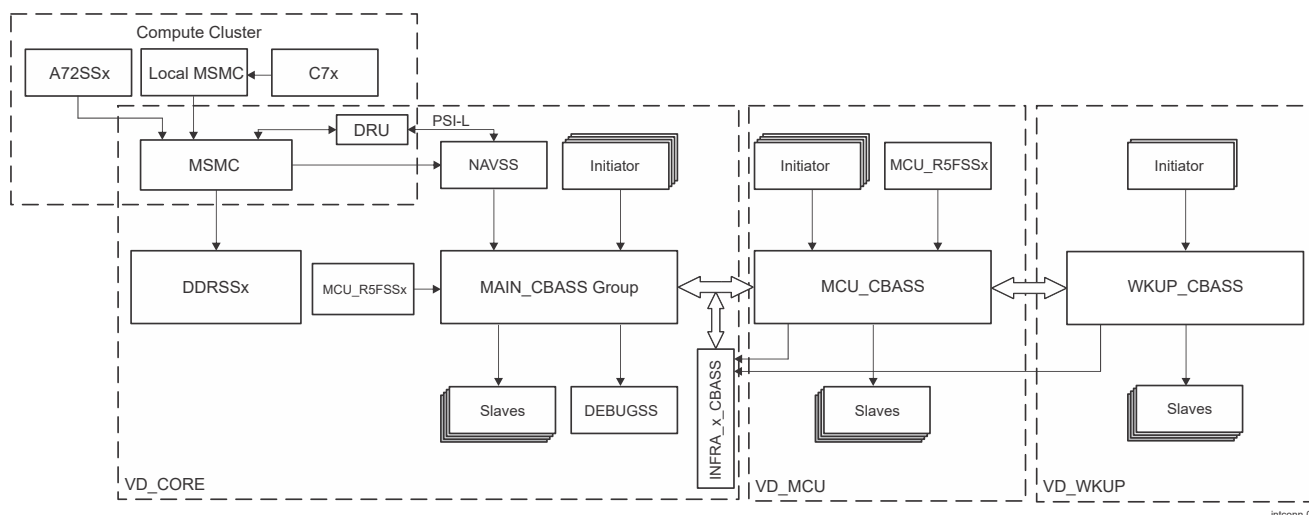 Compute Cluster
A72SSx
Local MSMC
C7x
DRU
PSI-L
MSMC
NAVSS
Initiator
Initiator
MCU_R5FSSx
Initiator
DDRSSx
MCU_R5FSSx
MAIN_CBASS Group
MCU_CBASS
WKUP_CBASS
INFRA_x_CBASS
Slaves
DEBUGSS
Slaves
Slaves
VD_CORE
VD_MCU
VD_WKUP